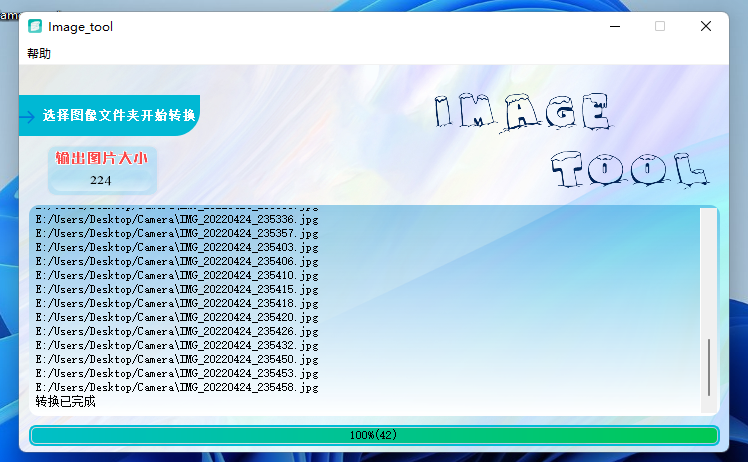 Image_tool
帮助
选择图像文件夹开始转换
IMAGE
TOOL
输出图片大小
224
E:/Users/Desktop/Camera\IMG_20220424_235336.jpg
E:/Users/Desktop/Camera\IMG_20220424_235357.jpg
E:/Users/Desktop/Camera\IMG_20220424_235403.jpg
E:/Users/Desktop/Camera\IMG_20220424_235406.jpg
E:/Users/Desktop/Camera\IMG_20220424_235410.jpg
E:/Users/Desktop/Camera\IMG_20220424_235415.jpg
E:/Users/Desktop/Camera\IMG_20220424_235418.jpg
E:/Users/Desktop/Camera\IMG_20220424_235420.jpg
E:/Users/Desktop/Camera\IMG_20220424_235426.jpg
E:/Users/Desktop/Camera\IMG_20220424_235432.jpg
E:/Users/Desktop/Camera\IMG_20220424_235450.jpg
E:/Users/Desktop/Camera\IMG_20220424_235453.jpg
E:/Users/Desktop/Camera\IMG_20220424_235458.jpg
转换已完成
100%(42)